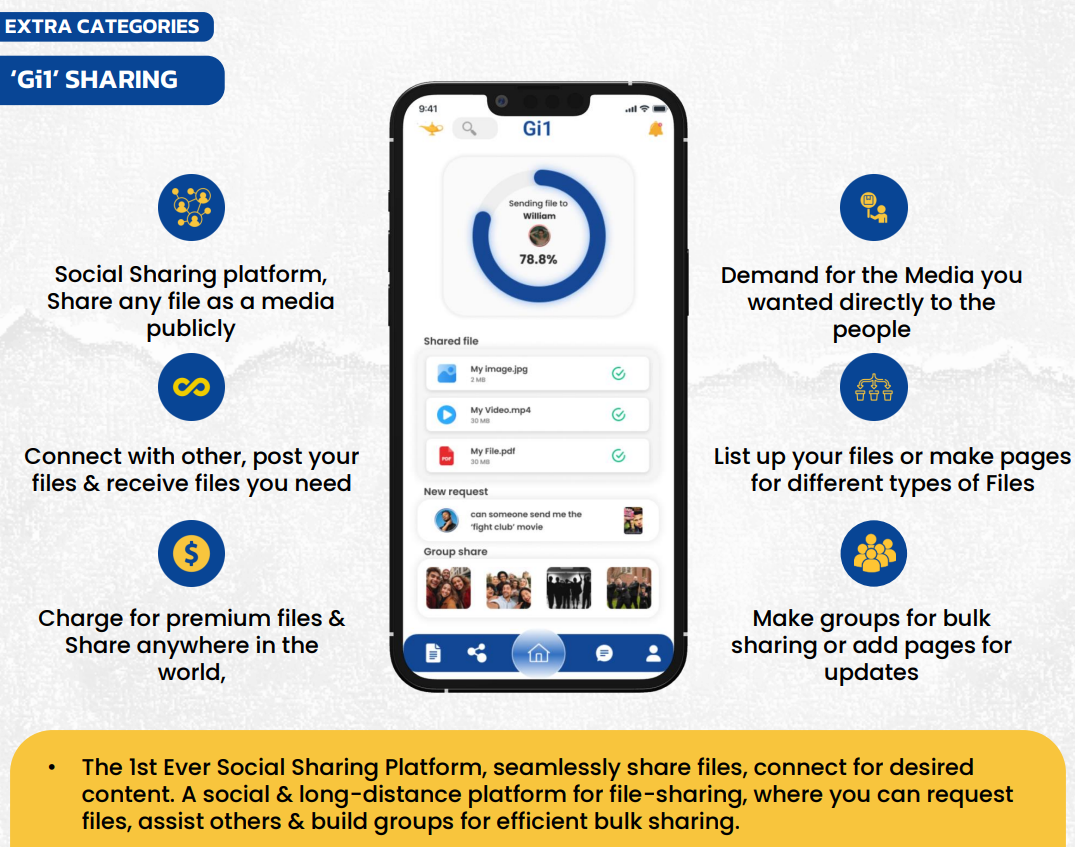 EXTRA CATEGORIES
'Gi1' SHARING
Social Sharing platform,
Share any file as a media
publicly
Connect with other, post your
files & receive files you need
Charge for premium files &
Share anywhere in the
world,
9:41
Gi1
Sending file to
William
78.8%
Shared file
My image.jpg
2 MB
My Video.mp4
30 MB
PDF
My File.pdf
30 MB
New request
can someone send me the
'fight club' movie
Group share
Demand for the Media you
wanted directly to the
people
List up your files or make pages
for different types of Files
Make groups for bulk
sharing or add pages for
updates
• The 1st Ever Social Sharing Platform, seamlessly share files, connect for desired
content. A social & long-distance platform for file-sharing, where you can request
files, assist others & build groups for efficient bulk sharing.